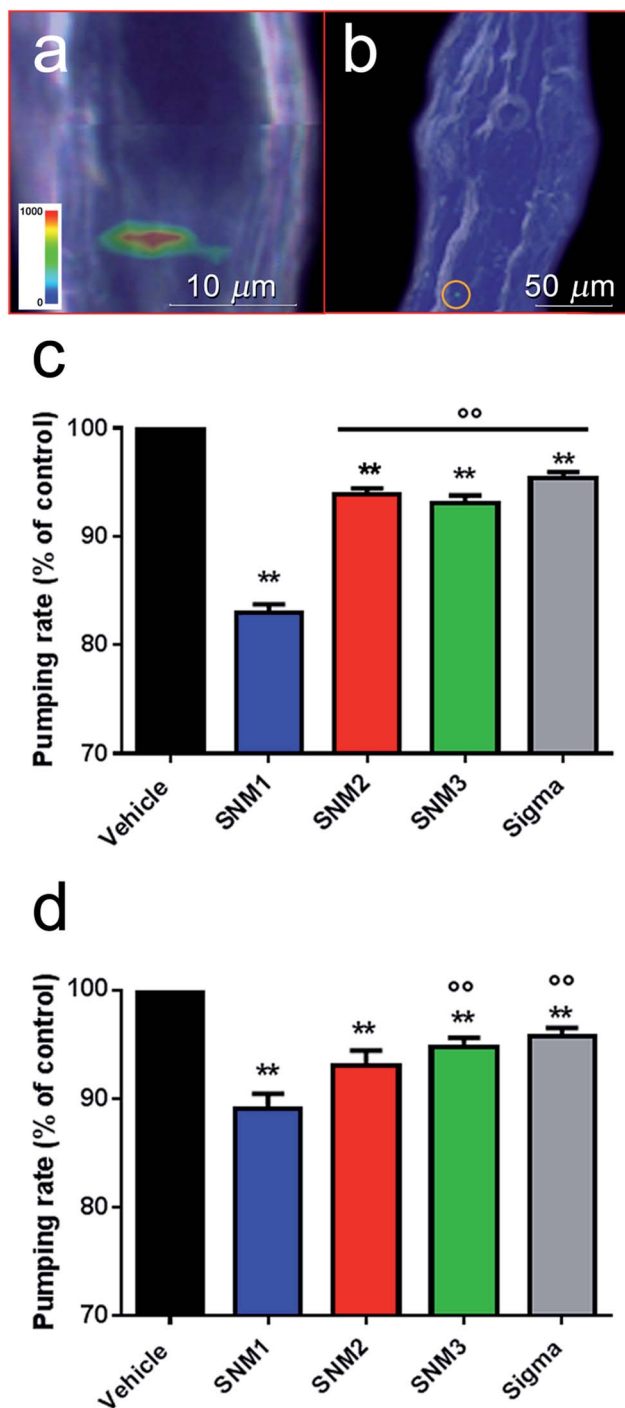 a
b
1000
0
10 μm
50 μm
c
Pumping rate (% of control)
100
90
80
70
**
**
**
**
°°
Vehicle
SNM1
SNM2
SNM3
Sigma
d
Pumping rate (% of control)
100
90
80
70
**
**
°°
**
°°
**
Vehicle
SNM1
SNM2
SNM3
Sigma